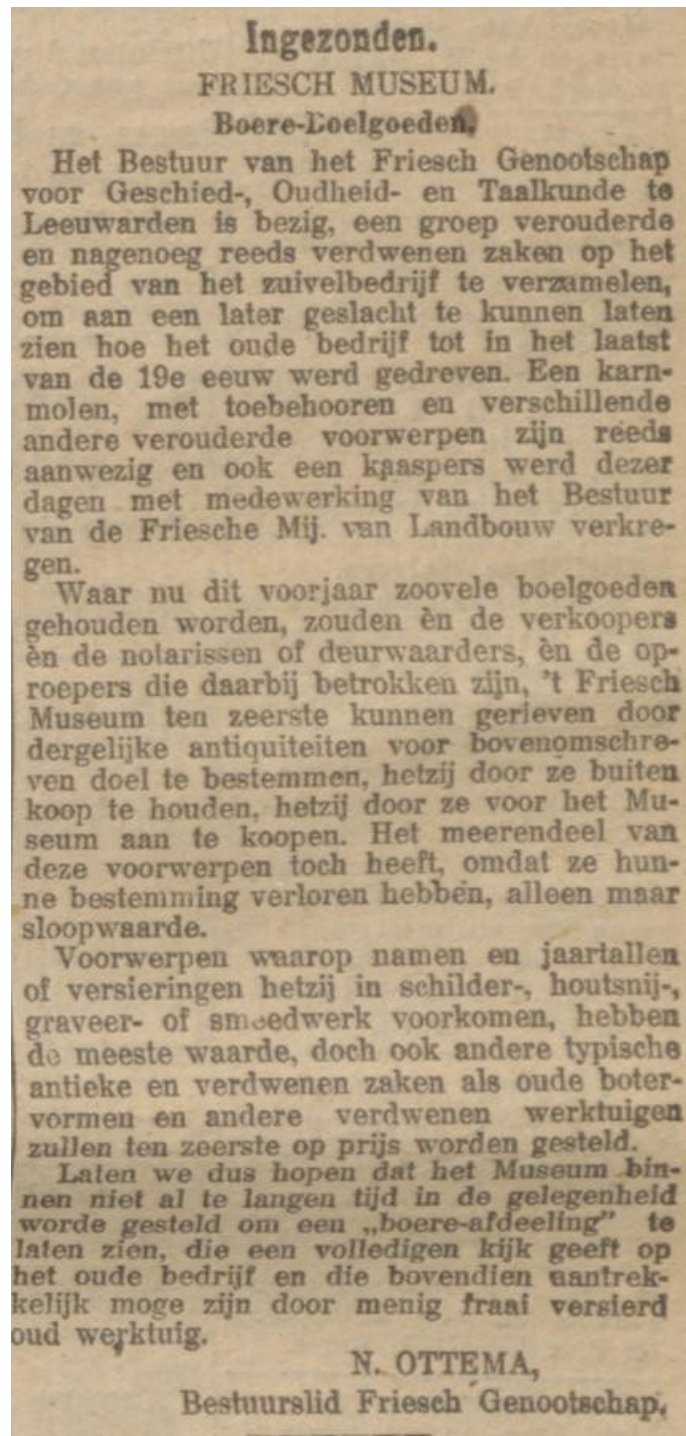 Ingezonden.
FRIESCH MUSEUM.
Boere-Boelgoeden.
Het Bestuur van het Friesch Genootschap
voor Geschied-, Oudheid- en Taalkunde te
Leeuwarden is bezig, een groep verouderde
en nagenoeg reeds verdwenen zaken op het
gebied van het zuivelbedrijf te verzamelen,
om aan een later geslacht te kunnen laten
zien hoe het oude bedrijf tot in het laatst
van de 19e eeuw werd gedreven. Een karn-
molen, met toebehooren en verschillende
andere verouderde voorwerpen zijn reeds
aanwezig en ook een kaaspers werd dezer
dagen met medewerking van het Bestuur
van de Friesche Mij. van Landbouw verkre-
gen.
Waar nu dit voorjaar zoovele boelgoeden
gehouden worden, zouden èn de verkoopers
èn de notarissen of deurwaarders, èn de op-
roepers die daarbij betrokken zijn, 't Friesch
Museum ten zeerste kunnen gerieven door
dergelijke antiquiteiten voor bovenomschre-
ven doel te bestemmen, hetzij door ze buiten
koop te houden, hetzij door ze voor het Mu-
seum aan te koopen. Het meerendeel van
deze voorwerpen toch heeft, omdat ze hun-
ne bestemming verloren hebben, alleen maar
sloopwaarde.
Voorwerpen waarop namen en jaartallen
of versieringen hetzij in schilder-, houtsnij-,
graveer- of smeedwerk voorkomen, hebben
de meeste waarde, doch ook andere typische
antieke en verdwenen zaken als oude boter-
vormen en andere verdwenen werktuigen
zullen ten zeerste op prijs worden gesteld.
Laten we dus hopen dat het Museum bin-
nen niet al te langen tijd in de gelegenheid
worde gesteld om een „boere-afdeeling" te
laten zien, die een volledigen kijk geeft op
het oude bedrijf en die bovendien aantrek-
kelijk moge zijn door menig fraai versierd
oud werktuig.
N. OTTEMA,
Bestuurslid Friesch Genootschap.